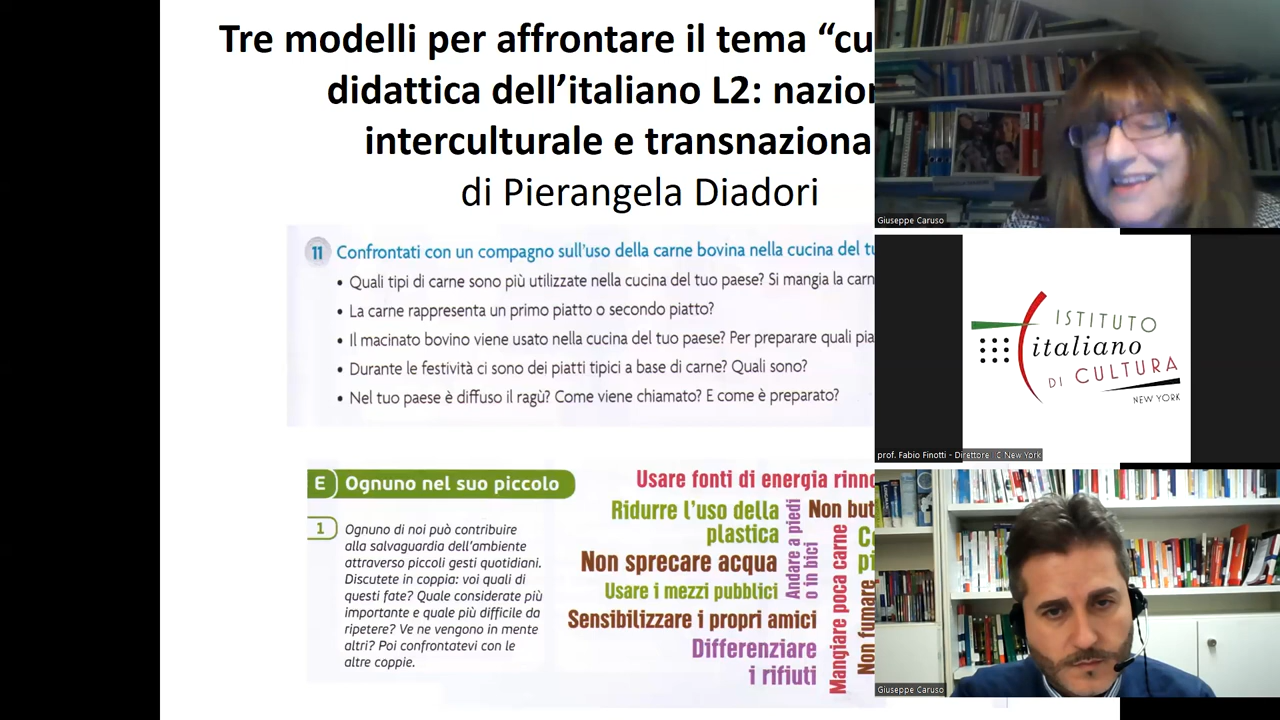 Tre modelli per affrontare il tema “cu
didattica dell’italiano L2: nazion
interculturale e transnaziona
di Pierangela Diadori
11 Confrontati con un compagno sull’uso della carne bovina nella cucina del tu
• Quali tipi di carne sono più utilizzate nella cucina del tuo paese? Si mangia la carn
• La carne rappresenta un primo piatto o secondo piatto?
• Il macinato bovino viene usato nella cucina del tuo paese? Per preparare quali pia
• Durante le festività ci sono dei piatti tipici a base di carne? Quali sono?
• Nel tuo paese è diffuso il ragù? Come viene chiamato? E come è preparato?
E Ognuno nel suo piccolo
1 Ognuno di noi può contribuire
alla salvaguardia dell’ambiente
attraverso piccoli gesti quotidiani.
Discutete in coppia: voi quali di
questi fate? Quale considerate più
importante e quale più difficile da
ripetere? Ve ne vengono in mente
altri? Poi confrontatevi con le
altre coppie.
Usare fonti di energia rinno
Ridurre l’uso della
plastica
Andare a piedi
o in bici
Non but
Non sprecare acqua
Usare i mezzi pubblici
Sensibilizzare i propri amici
Differenziare
i rifiuti
Mangiare poca carne
Non fumare
Giuseppe Caruso
ISTITUTO
italiano
DI CULTURA
NEW YORK
prof. Fabio Finotti - Direttore IIC New York
Giuseppe Caruso